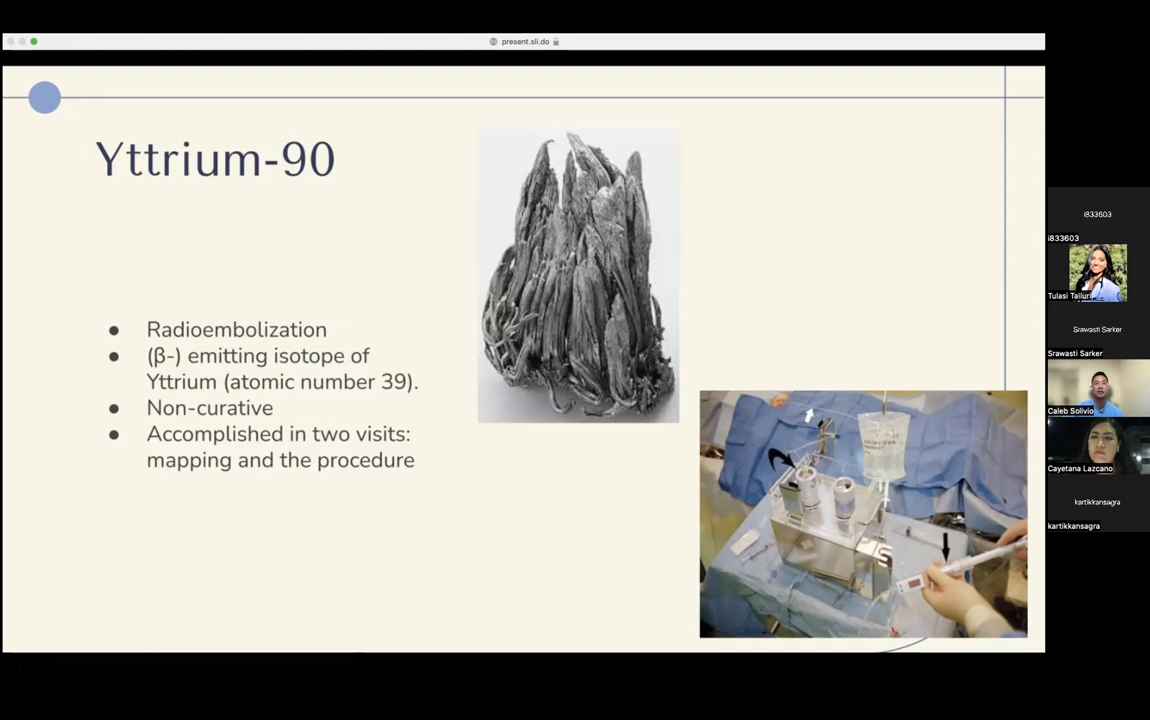 present.sli.do
Yttrium-90
● Radioembolization
● (β-) emitting isotope of
Yttrium (atomic number 39).
● Non-curative
● Accomplished in two visits:
mapping and the procedure
i833603
i833603
Tulasi Talluri
Srawasti Sarker
Srawasti Sarker
Caleb Solivio
Cayetana Lazcano
kartikkansagra
kartikkansagra